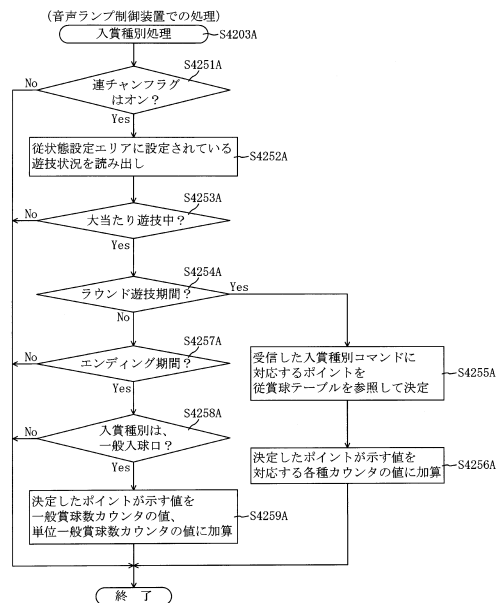 (音声ランプ制御装置での処理)
入賞種別処理
S4203A
S4251A
連チャンフラグ
はオン?
No
Yes
従状態設定エリアに設定されている
遊技状況を読み出し
S4252A
S4253A
大当たり遊技中?
No
Yes
S4254A
ラウンド遊技期間?
Yes
No
S4257A
エンディング期間?
No
Yes
受信した入賞種別コマンドに
対応するポイントを
従賞球テーブルを参照して決定
S4255A
S4258A
入賞種別は、
一般入球口?
No
Yes
決定したポイントが示す値を
対応する各種カウンタの値に加算
S4256A
決定したポイントが示す値を
一般賞球数カウンタの値、
単位一般賞球数カウンタの値に加算
S4259A
終 了